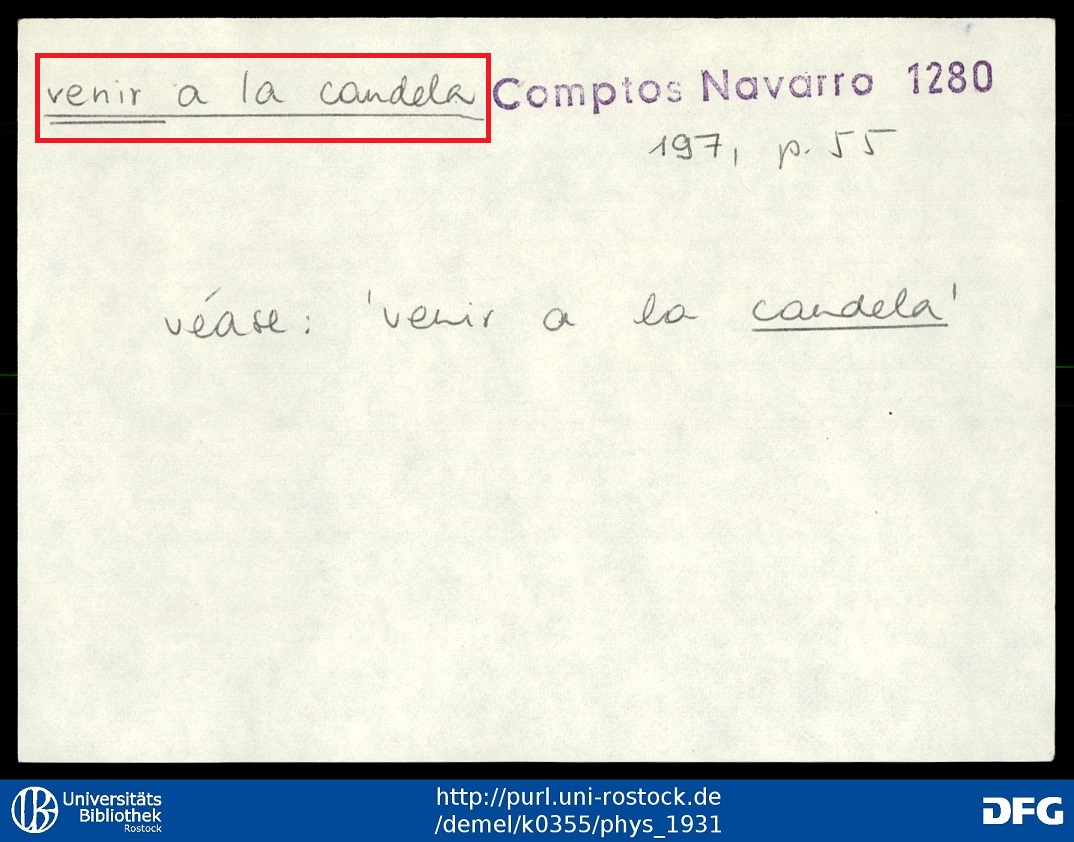 venir a la candela Comptos Navarro 1280
197, p. 55
véase: 'venir a la candela'
Universitäts
Bibliothek
Rostock
http://purl.uni-rostock.de
/demel/k0355/phys_1931
DFG